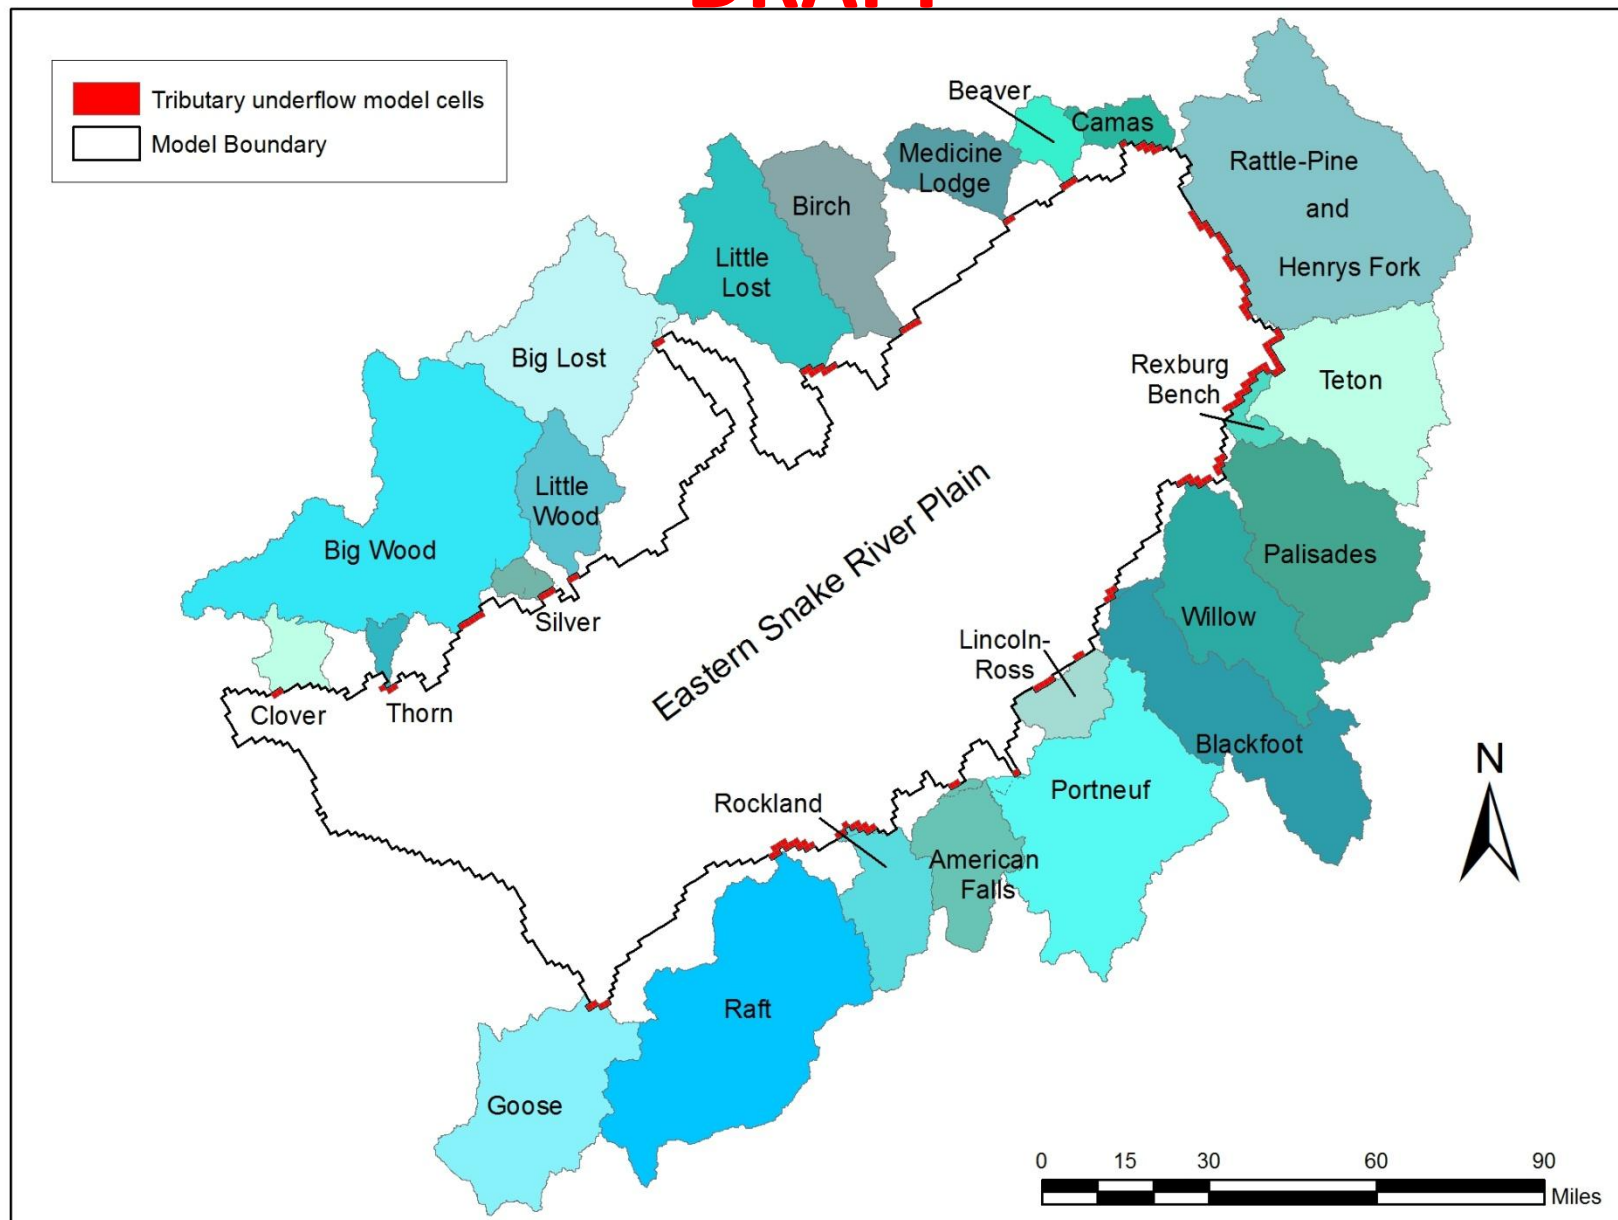 DRAFT
Tributary underflow model cells
Model Boundary
Beaver
Camas
Medicine
Lodge
Rattle-Pine
and
Henrys Fork
Birch
Little
Lost
Big Lost
Rexburg
Bench
Teton
Little
Wood
Big Wood
Palisades
Eastern Snake River Plain
Silver
Willow
Lincoln-
Ross
Clover
Thorn
Blackfoot
N
Portneuf
Rockland
American
Falls
Raft
Goose
0 15 30 60 90
Miles